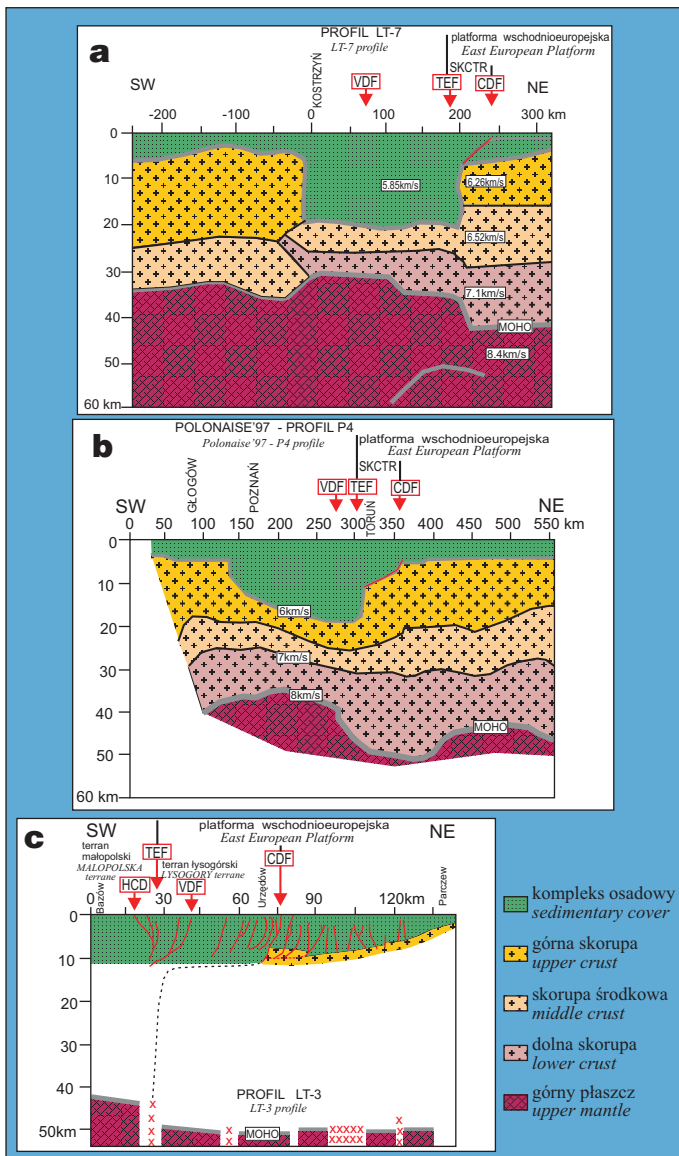 a
PROFIL LT-7
LT-7 profile
platforma wschodnioeuropejska
East European Platform
SKCTR
SW
KOSTRZYŃ
VDF
TEF
CDF
NE
-200 -100 0 100 200 300 km
0
10
20
30
40
50
60 km
5.85km/s
6.26km/s
6.52km/s
7.1km/s
MOHO
8.4km/s
b
POLONAISE'97 - PROFIL P4
Polonaise'97 - P4 profile
platforma wschodnioeuropejska
East European Platform
SKCTR
GŁOGÓW
POZNAŃ
VDF
TEF
TORUŃ
CDF
SW
NE
0 50 100 150 200 250 300 350 400 450 500 550 km
0
10
20
30
40
50
60 km
6km/s
7km/s
8km/s
MOHO
c
SW
NE
platforma wschodnioeuropejska
East European Platform
terran
małopolski
MALOPOLSKA
terrane
TEF
terran łysogórski
LYSOGORY terrane
CDF
HCD
VDF
Bazów
Urzędów
Parczew
0 30 60 90 120km
0
10
20
30
40
50km
PROFIL LT-3
LT-3 profile
MOHO
x
x
x
x
x
x
xxxxx
xxxxx
x
x
x
kompleks osadowy
sedimentary cover
górna skorupa
upper crust
skorupa środkowa
middle crust
dolna skorupa
lower crust
górny płaszcz
upper mantle